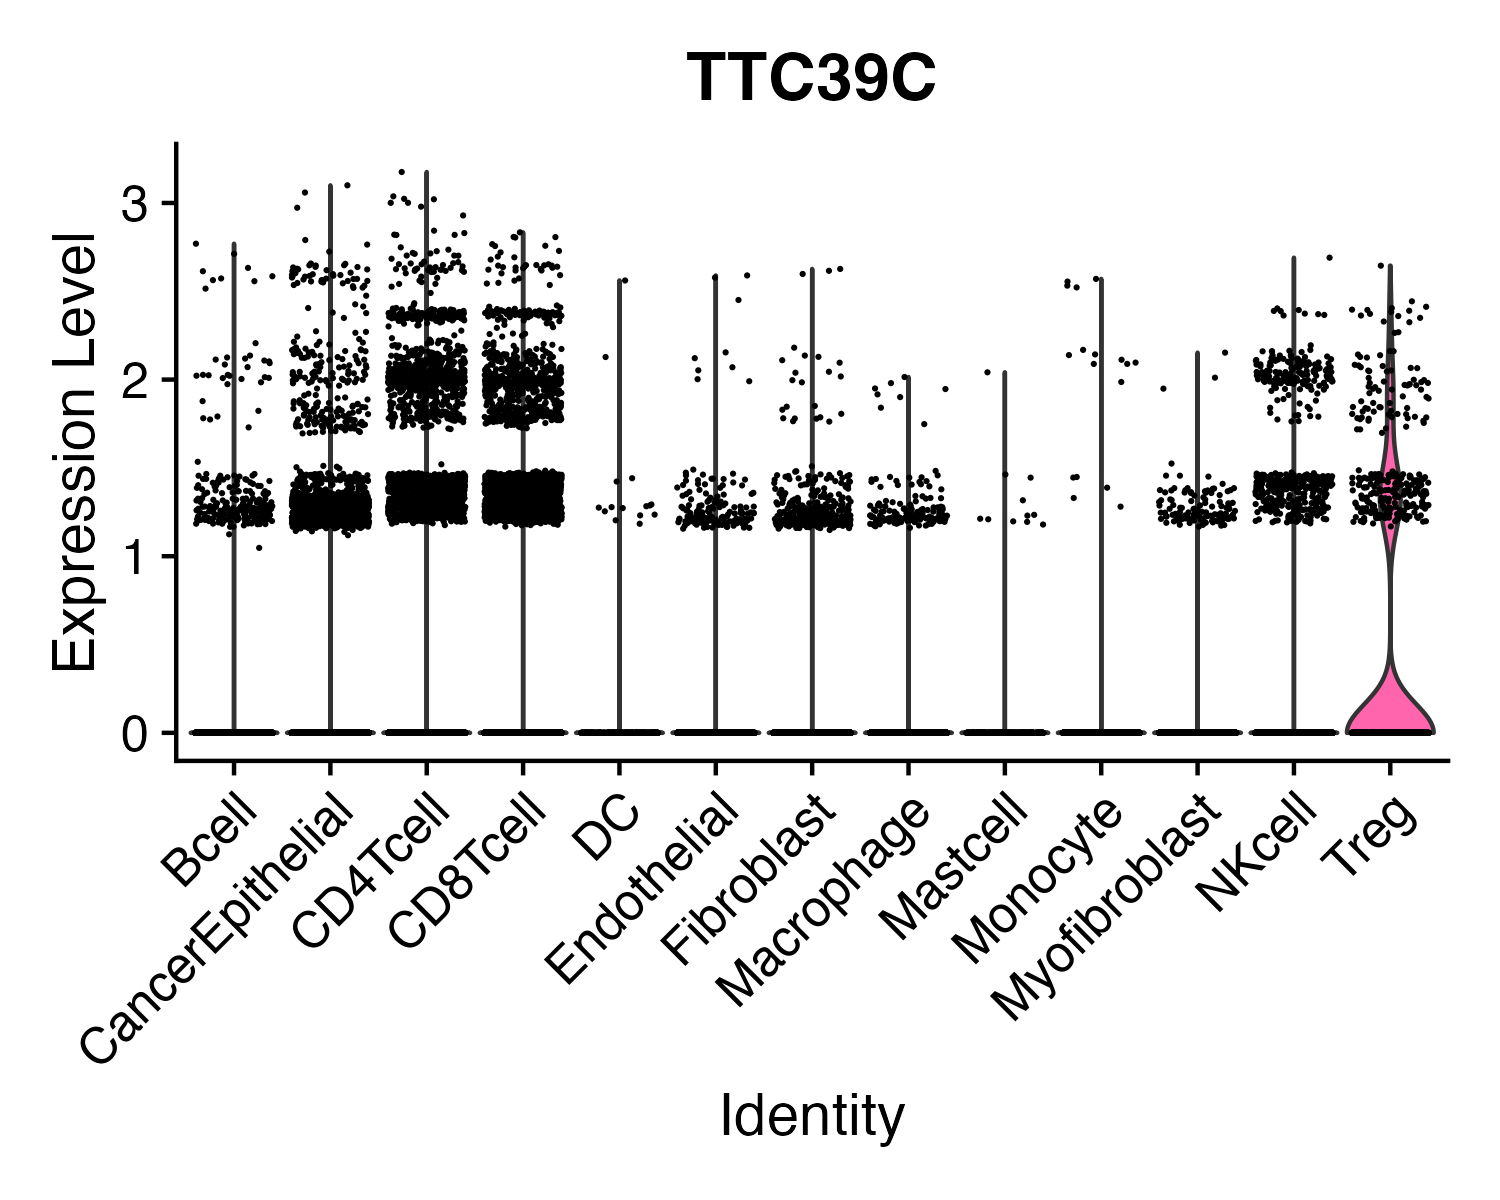 TTC39C
Expression Level
3
2
1
0
Bcell
CancerEpithelial
CD4Tcell
CD8Tcell
DC
Endothelial
Fibroblast
Macrophage
Mastcell
Monocyte
Myofibroblast
NKcell
Treg
Identity